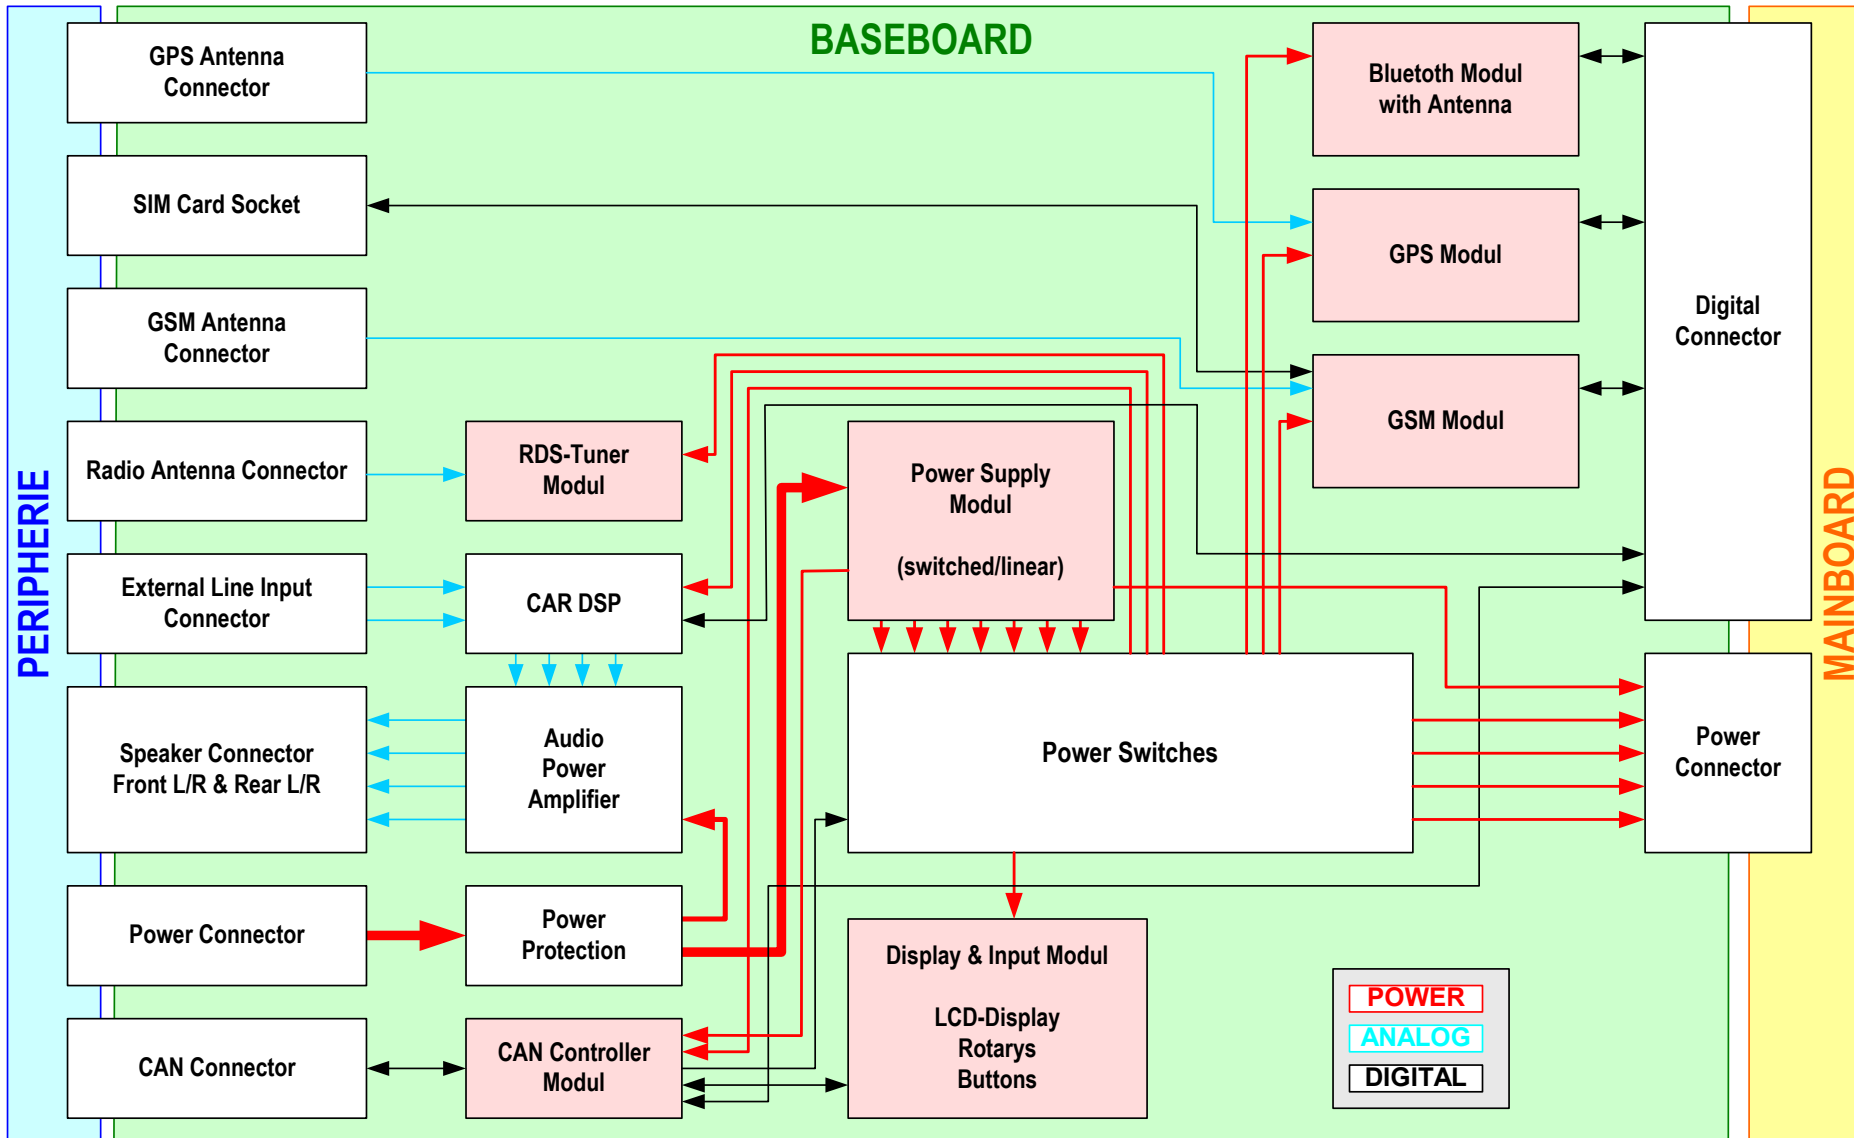 BASEBOARD
PERIPHERIE
MAINBOARD
GPS Antenna
Connector
SIM Card Socket
GSM Antenna
Connector
Radio Antenna Connector
External Line Input
Connector
Speaker Connector
Front L/R & Rear L/R
Power Connector
CAN Connector
RDS-Tuner
Modul
CAR DSP
Audio
Power
Amplifier
Power
Protection
CAN Controller
Modul
Power Supply
Modul
(switched/linear)
Power Switches
Display & Input Modul
LCD-Display
Rotarys
Buttons
Bluetoth Modul
with Antenna
GPS Modul
GSM Modul
Digital
Connector
Power
Connector
POWER
ANALOG
DIGITAL